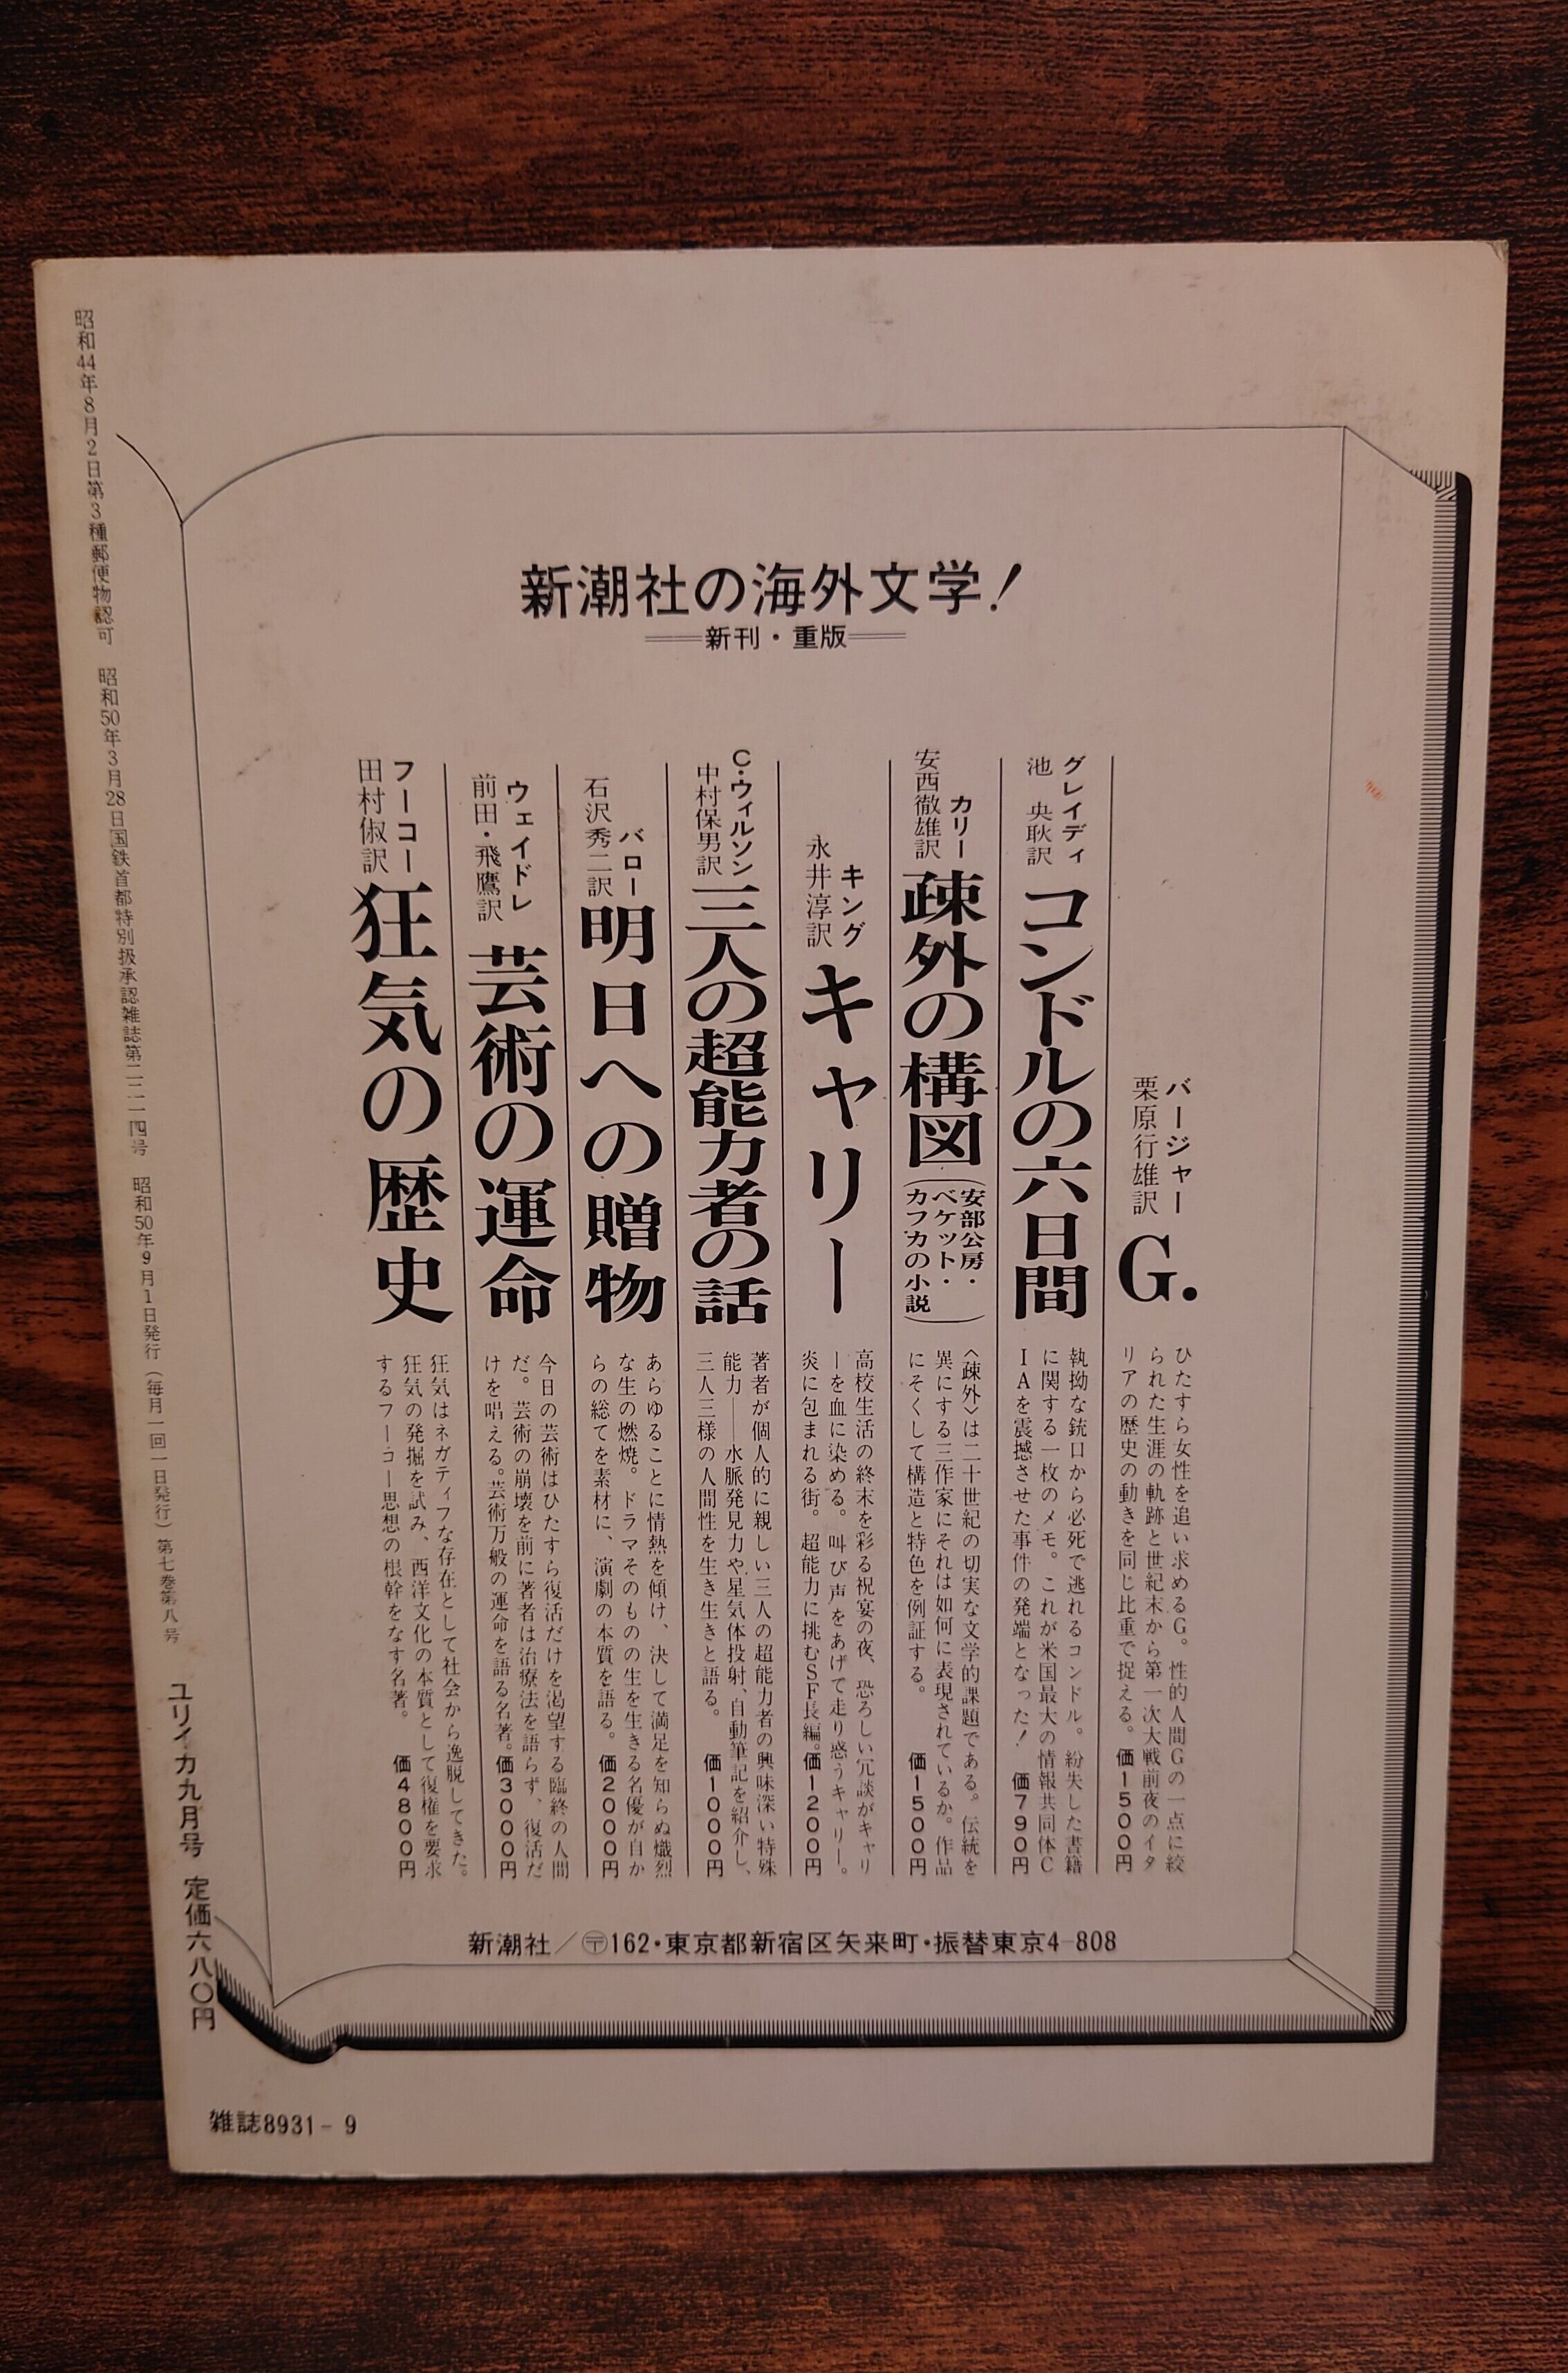 新潮社の海外文学！
新刊・重版
バージャー
栗原行雄訳
G.
ひたすら女性を追い求めるG。性的人間Gの一点に絞
られた生涯の軌跡と世紀末から第一次大戦前夜のイタ
リアの歴史の動きを同じ比重で捉える。 価1500円
グレイディ
池　央耿訳
コンドルの六日間
執拗な銃口から必死で逃れるコンドル。紛失した書籍
に関する一枚のメモ。これが米国最大の情報共同体C
IAを震撼させた事件の発端となった！ 価790円
カリー
安西徹雄訳
疎外の構図
（安部公房・
ベケット・
カフカの小説）
〈疎外〉は二十世紀の切実な文学的課題である。伝統を
異にする三作家にそれは如何に表現されているか。作品
にそくして構造と特色を例証する。 価1500円
キング
永井淳訳
キャリー
高校生活の終末を彩る祝宴の夜、恐ろしい冗談がキャリ
ーを血に染める。叫び声をあげて走り惑うキャリー。
炎に包まれる街。超能力に挑むSF長編。価1200円
C・ウィルソン
中村保男訳
三人の超能力者の話
著者が個人的に親しい三人の超能力者の興味深い特殊
能力――水脈発見力や星気体投射、自動筆記を紹介し、
三人三様の人間性を生き生きと語る。 価1000円
バロー
石沢秀二訳
明日への贈物
あらゆることに情熱を傾け、決して満足を知らぬ熾烈
な生の燃焼。ドラマそのものの生を生きる名優が自か
らの総てを素材に、演劇の本質を語る。 価2000円
ウェイドレ
前田・飛鷹訳
芸術の運命
今日の芸術はひたすら復活だけを渇望する臨終の人間
だ。芸術の崩壊を前に著者は治療法を語らず、復活だ
けを唱える。芸術万般の運命を語る名著。価3000円
フーコー
田村俶訳
狂気の歴史
狂気はネガティフな存在として社会から逸脱してきた。
狂気の発掘を試み、西洋文化の本質として復権を要求
するフーコー思想の根幹をなす名著。 価4800円
新潮社／〒162・東京都新宿区矢来町・振替東京4-808
昭和44年8月2日第3種郵便物認可　昭和50年3月28日国鉄首都特別扱承認雑誌第二二一四号　昭和50年9月1日発行（毎月一回一日発行）第七巻第八号
ユリイカ九月号　定価六八〇円
雑誌8931-9